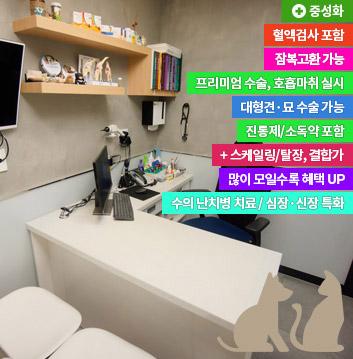 중성화
혈액검사 포함
잠복고환 가능
프리미엄 수술, 호흡마취 실시
대형견·묘 수술 가능
진통제/소독약 포함
+ 스케일링/탈장, 결합가
많이 모일수록 혜택 UP
수의 난치병 치료 / 심장·신장 특화